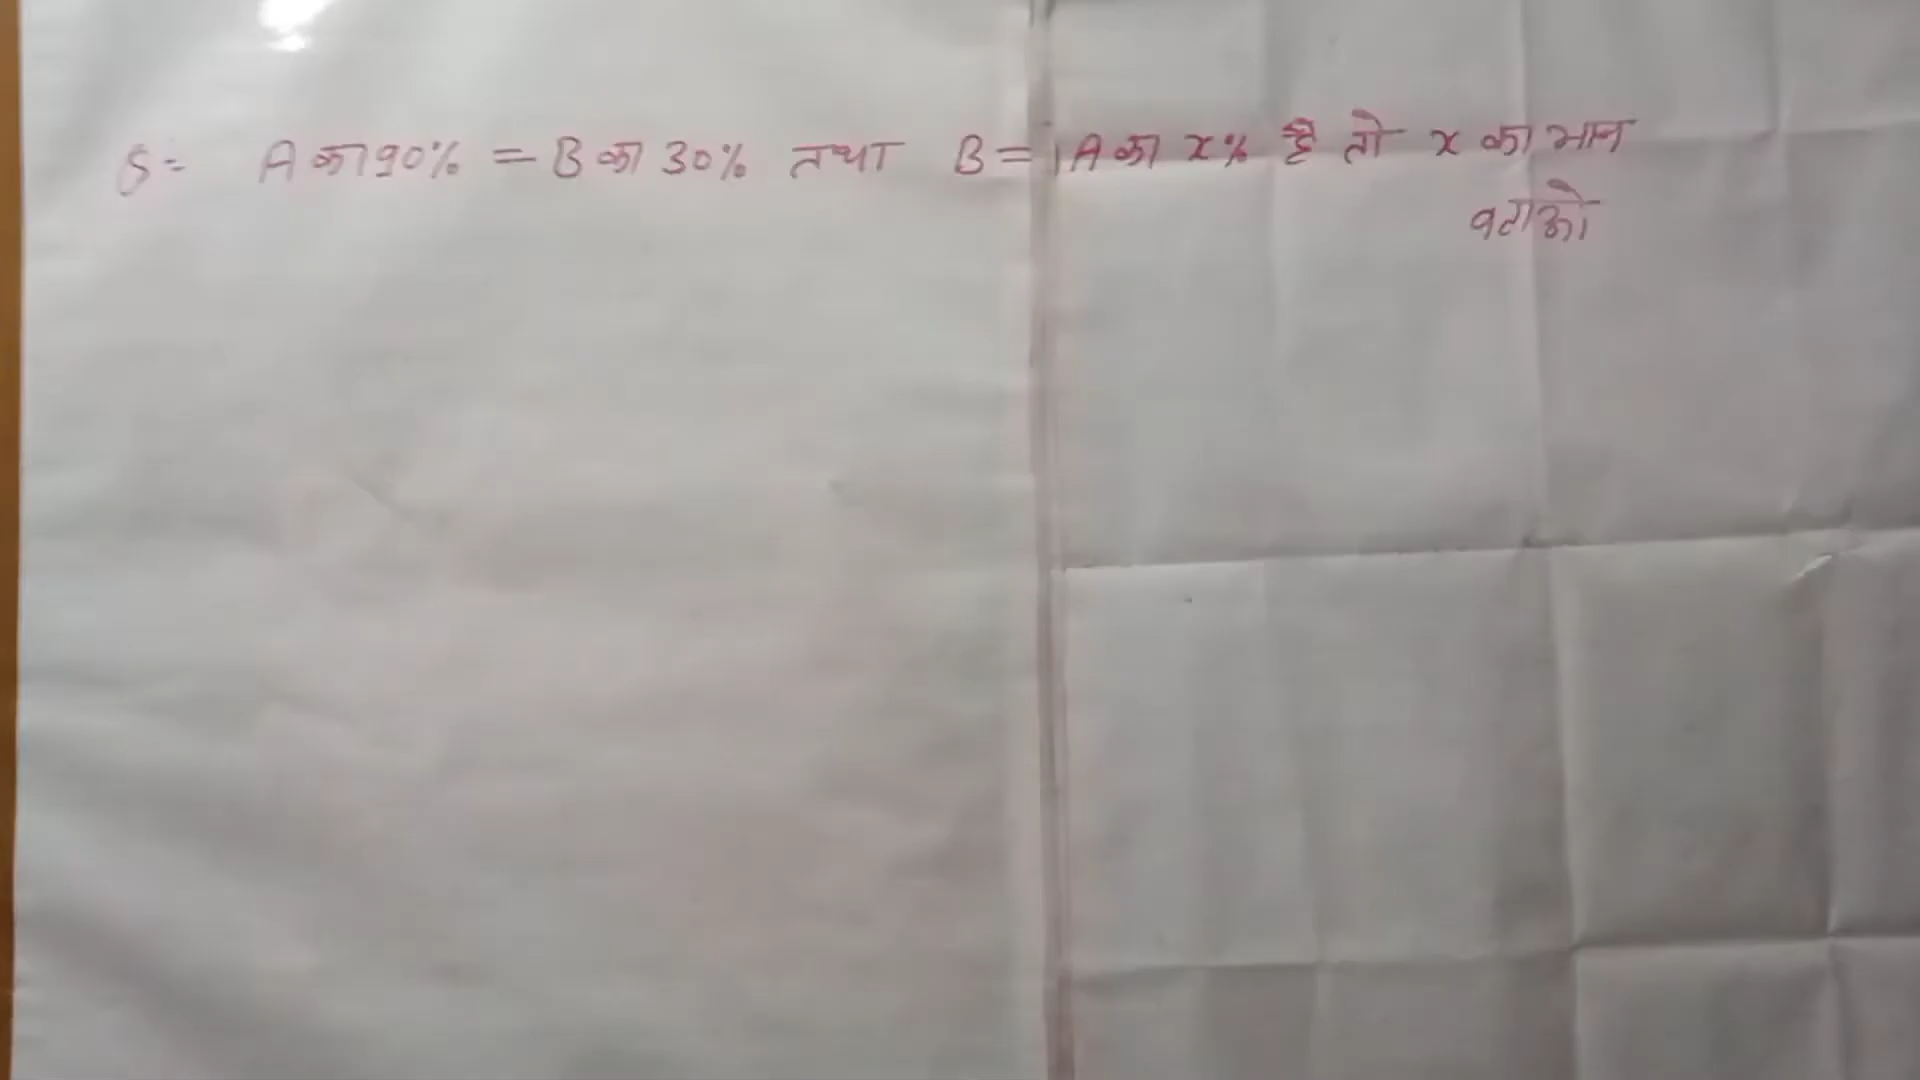 S= A का 90% = B का 30% तथा B = A का x% है तो x का मान
बताओ